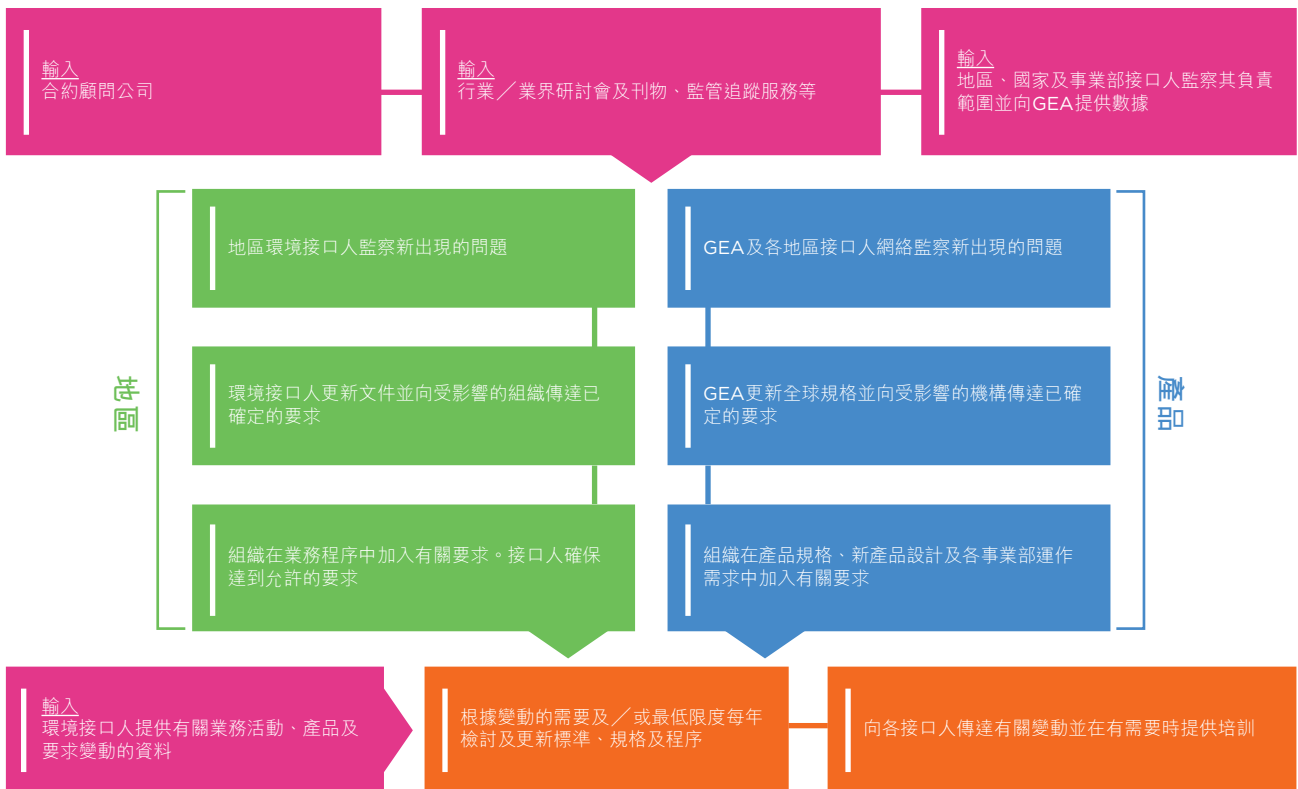 輸入
合約顧問公司
輸入
行業／業界研討會及刊物、監管追蹤服務等
輸入
地區、國家及事業部接口人監察其負責
範圍並向GEA提供數據
地區
地區環境接口人監察新出現的問題
環境接口人更新文件並向受影響的組織傳達已
確定的要求
組織在業務程序中加入有關要求。接口人確保
達到允許的要求
GEA及各地區接口人網絡監察新出現的問題
GEA更新全球規格並向受影響的機構傳達已確
定的要求
組織在產品規格、新產品設計及各事業部運作
需求中加入有關要求
產品
輸入
環境接口人提供有關業務活動、產品及
要求變動的資料
根據變動的需要及／或最低限度每年
檢討及更新標準、規格及程序
向各接口人傳達有關變動並在有需要時提供培訓